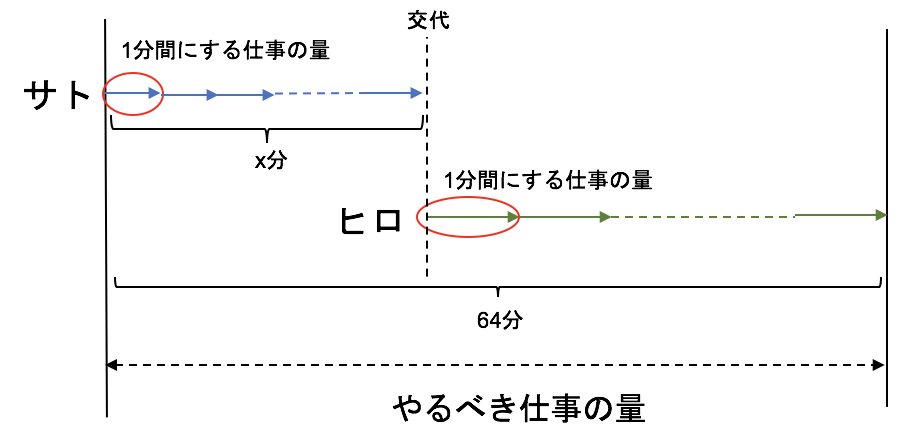 交代
1分間にする仕事の量
サト
x分
1分間にする仕事の量
ヒロ
64分
やるべき仕事の量